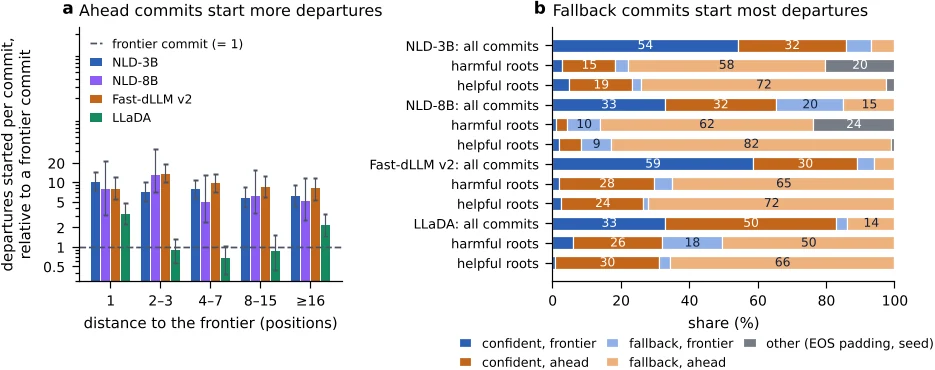 a Ahead commits start more departures
departures started per commit,
relative to a frontier commit
frontier commit (= 1)
NLD-3B
NLD-8B
Fast-dLLM v2
LLaDA
20
10
5
2
1
0.5
1
2–3
4–7
8–15
≥16
distance to the frontier (positions)
b Fallback commits start most departures
NLD-3B: all commits 54 32
harmful roots 15 58 20
helpful roots 19 72
NLD-8B: all commits 33 32 20 15
harmful roots 10 62 24
helpful roots 9 82
Fast-dLLM v2: all commits 59 30
harmful roots 28 65
helpful roots 24 72
LLaDA: all commits 33 50 14
harmful roots 26 18 50
helpful roots 30 66
0 20 40 60 80 100
share (%)
confident, frontier
fallback, frontier
other (EOS padding, seed)
confident, ahead
fallback, ahead